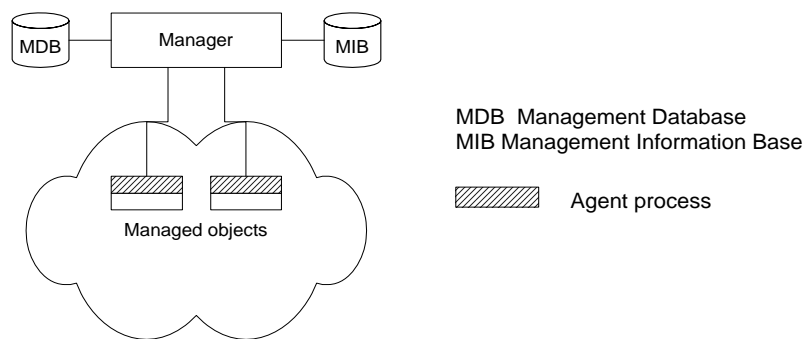 MDB
Manager
MIB
Managed objects
MDB Management Database
MIB Management Information Base
Agent process